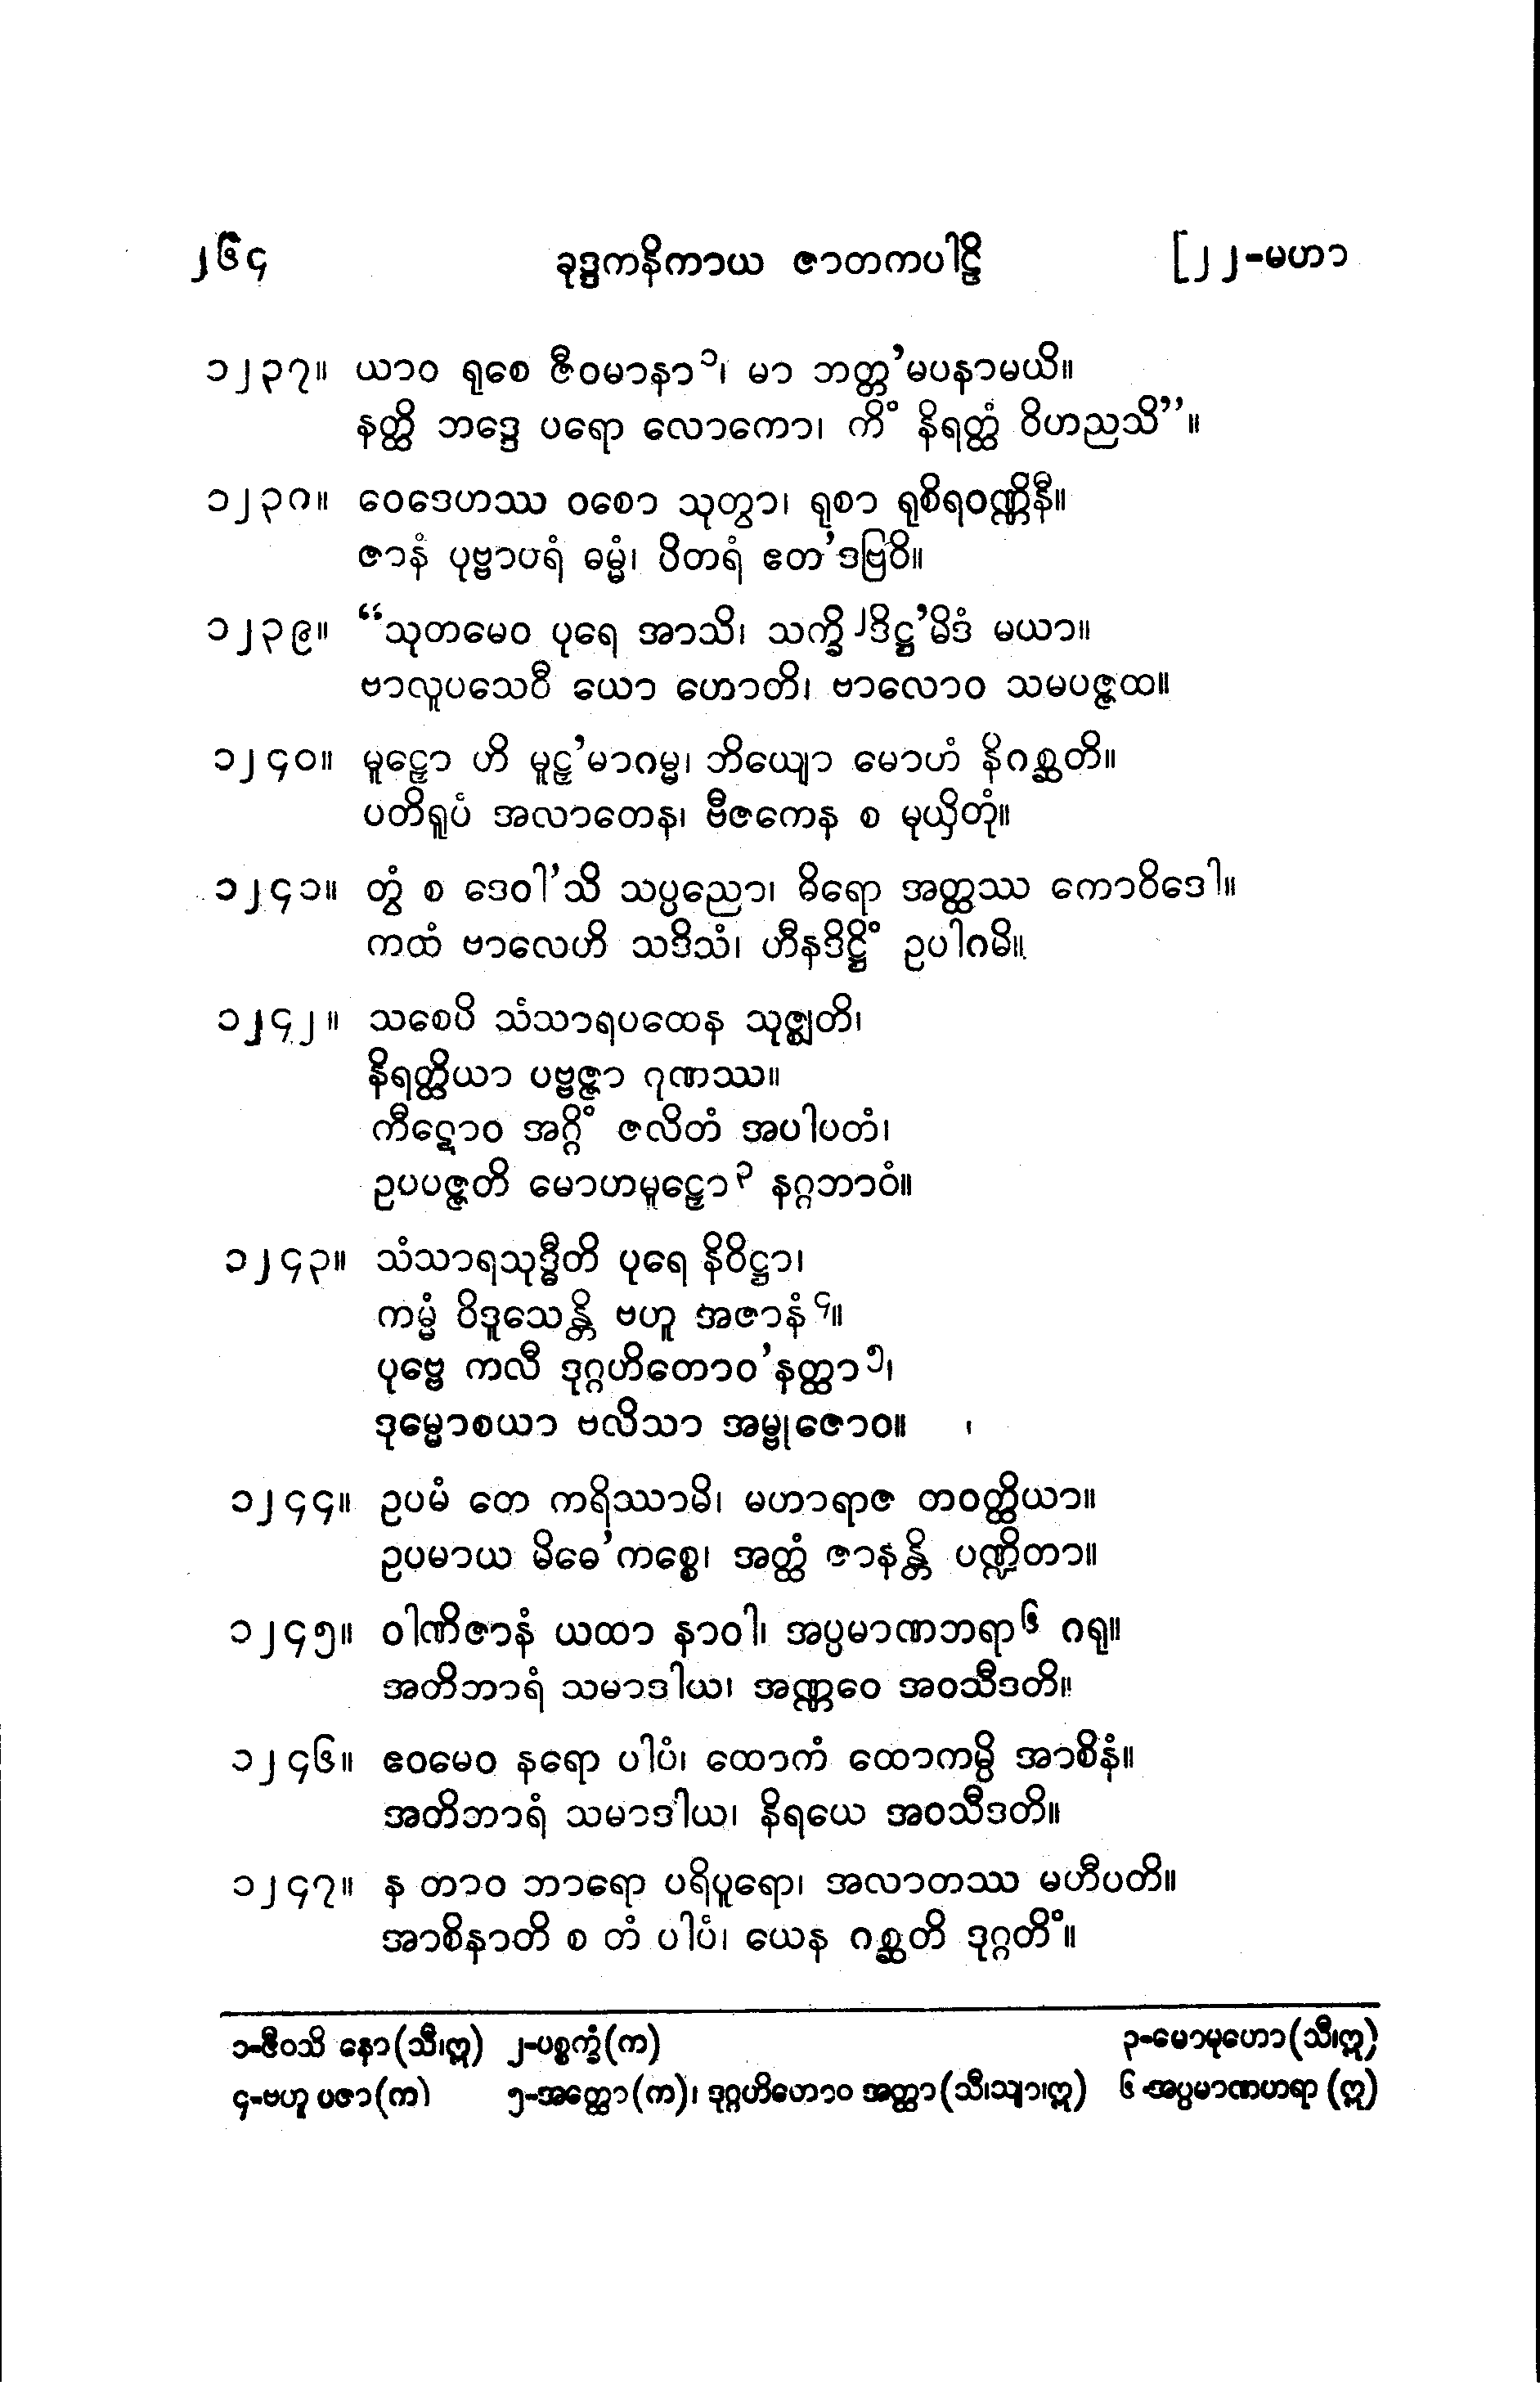 ၂၆၄ ခုဒ္ဒကနိကာယ ဇာတကပါဠိ [၂၂-မဟာ
၁၂၃၇။ ယာဝ ရုစေ ဇီဝမာနာ၁၊ မာ ဘတ္တ’မပနာမယိ။
နတ္ထိ ဘဒ္ဒေ ပရော လောကော၊ ကိံ နိရတ္ထံ ဝိဟညသိ”။
၁၂၃၈။ ဝေဒေဟဿ ဝစော သုတွာ၊ ရုစာ ရုစိရဝဏ္ဏိနီ။
ဇာနံ ပုဗ္ဗာပရံ ဓမ္မံ၊ ပိတရံ ဧတ’ဒဗြဝိ။
၁၂၃၉။ “သုတမေဝ ပုရေ အာသိ၊ သက္ခိ၂ဒိဋ္ဌ’မိဒံ မယာ။
ဗာလူပသေဝီ ယော ဟောတိ၊ ဗာလောဝ သမပဇ္ဇထ။
၁၂၄၀။ မူဠှော ဟိ မူဠှ’မာဂမ္မ၊ ဘိယျော မောဟံ နိဂစ္ဆတိ။
ပတိရူပံ အလာတေန၊ ဗီဇကေန စ မုယှိတုံ။
၁၂၄၁။ တွံ စ ဒေဝါ’သိ သပ္ပညော၊ ဓိရော အတ္ထဿ ကောဝိဒေါ။
ကထံ ဗာလေဟိ သဒိသံ၊ ဟီနဒိဋ္ဌိံ ဥပါဂမိ။
၁၂၄၂။ သစေပိ သံသာရပထေန သုဇ္ဈတိ၊
နိရတ္ထိယာ ပဗ္ဗဇ္ဇာ ဂုဏဿ။
ကီဋောဝ အဂ္ဂိံ ဇလိတံ အပါပတံ၊
ဥပပဇ္ဇတိ မောဟမူဠှော၃ နဂ္ဂဘာဝံ။
၁၂၄၃။ သံသာရသုဒ္ဓီတိ ပုရေ နိဝိဋ္ဌာ၊
ကမ္မံ ဝိဒူသေန္တိ ဗဟူ အဇာနံ၄။
ပုဗ္ဗေ ကလီ ဒုဂ္ဂဟိတောဝ’နတ္ထာ၅၊
ဒုမ္မောစယာ ဗလိသာ အမ္ဗုဇောဝ။
၁၂၄၄။ ဥပမံ တေ ကရိဿာမိ၊ မဟာရာဇ တဝတ္ထိယာ။
ဥပမာယ မိဓေ’ကစ္စေ၊ အတ္ထံ ဇာနန္တိ ပဏ္ဍိတာ။
၁၂၄၅။ ဝါဏိဇာနံ ယထာ နာဝါ၊ အပ္ပမာဏဘရာ၆ ဂရု။
အတိဘာရံ သမာဒါယ၊ အဏ္ဏဝေ အဝသီဒတိ။
၁၂၄၆။ ဧဝမေဝ နရော ပါပံ၊ ထောကံ ထောကမ္ပိ အာစိနံ။
အတိဘာရံ သမာဒါယ၊ နိရယေ အဝသီဒတိ။
၁၂၄၇။ န တာဝ ဘာရော ပရိပူရော၊ အလာတဿ မဟီပတိ။
အာစိနာတိ စ တံ ပါပံ၊ ယေန ဂစ္ဆတိ ဒုဂ္ဂတိံ။
၁-ဇီဝသိ နော(သီ၊ဣ) ၂-ပစ္စက္ခံ(က) ၃-မောမုဟော(သီ၊ဣ)
၄-ဗဟူ ပဇာ(က) ၅-အတ္ထော(က)၊ ဒုဂ္ဂဟိတောဝ အတ္ထာ(သီ၊သျာ၊ဣ) ၆-အပ္ပမာဏဟရာ (ဣ)